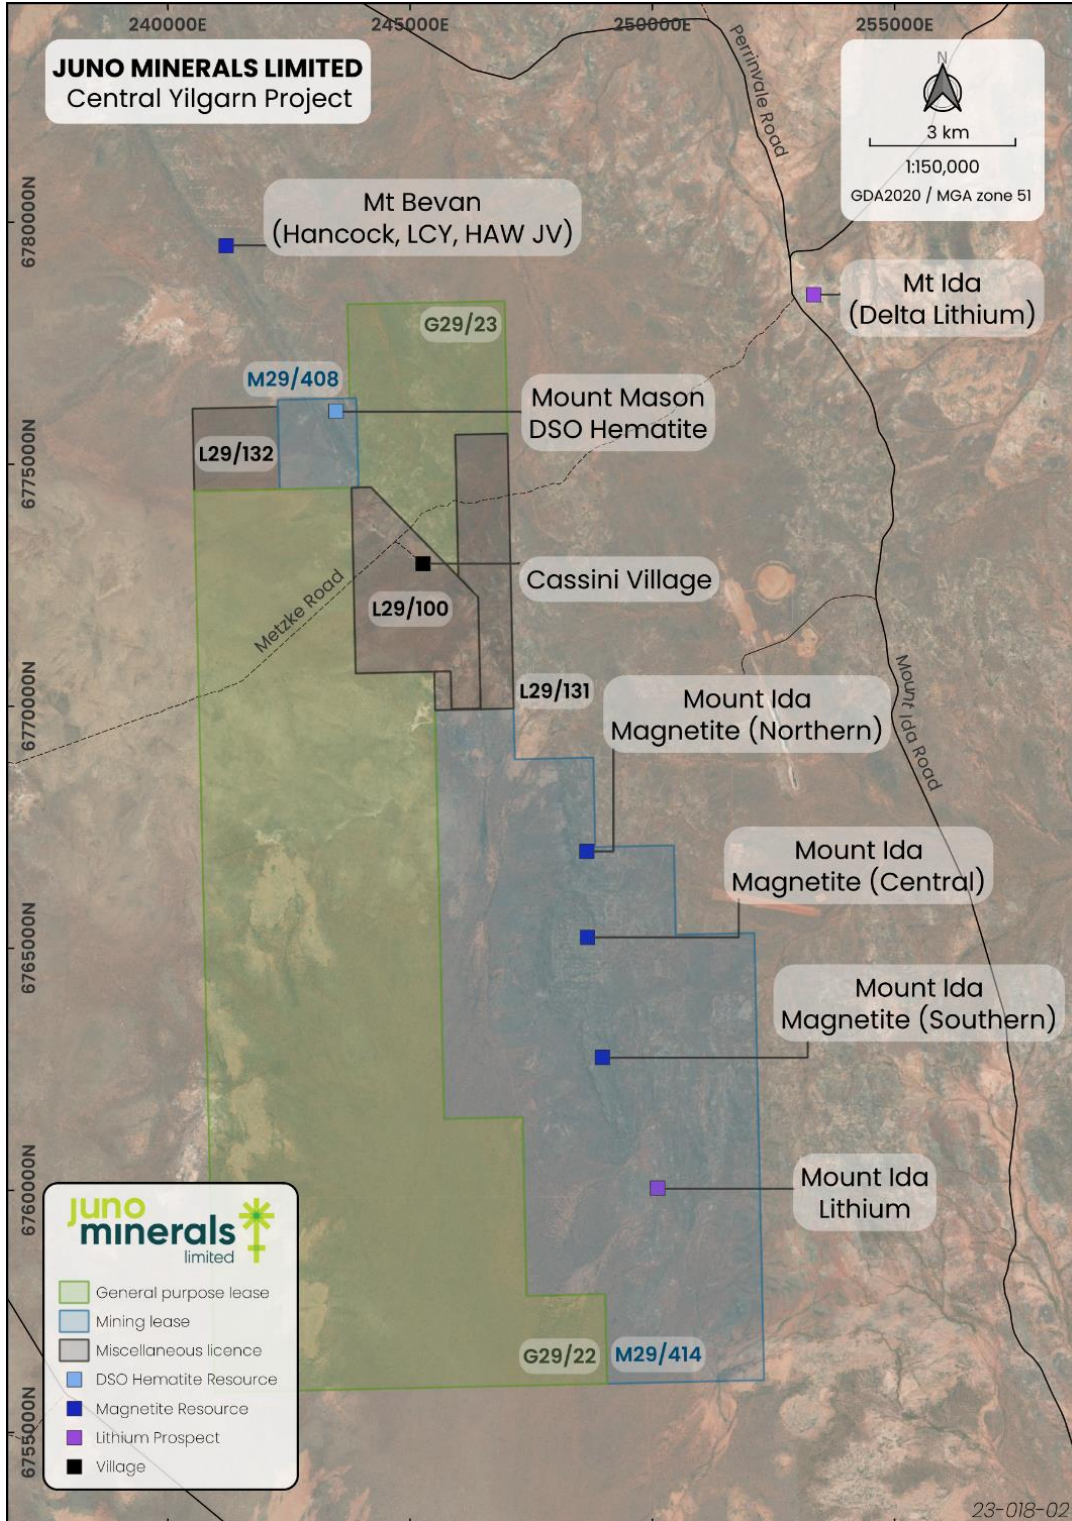 240000E
245000E
250000E
255000E
JUNO MINERALS LIMITED
Central Yilgarn Project
Perrinvale Road
N
3 km
1:150,000
GDA2020 / MGA zone 51
6780000N
Mt Bevan
(Hancock, LCY, HAW JV)
Mt Ida
(Delta Lithium)
G29/23
M29/408
Mount Mason
DSO Hematite
L29/132
6775000N
Cassini Village
L29/100
Metzke Road
L29/131
Mount Ida Road
6770000N
Mount Ida
Magnetite (Northern)
Mount Ida
Magnetite (Central)
6765000N
Mount Ida
Magnetite (Southern)
6760000N
Mount Ida
Lithium
G29/22
M29/414
juno
minerals
limited
General purpose lease
Mining lease
Miscellaneous licence
DSO Hematite Resource
Magnetite Resource
Lithium Prospect
Village
6755000N
23-018-02